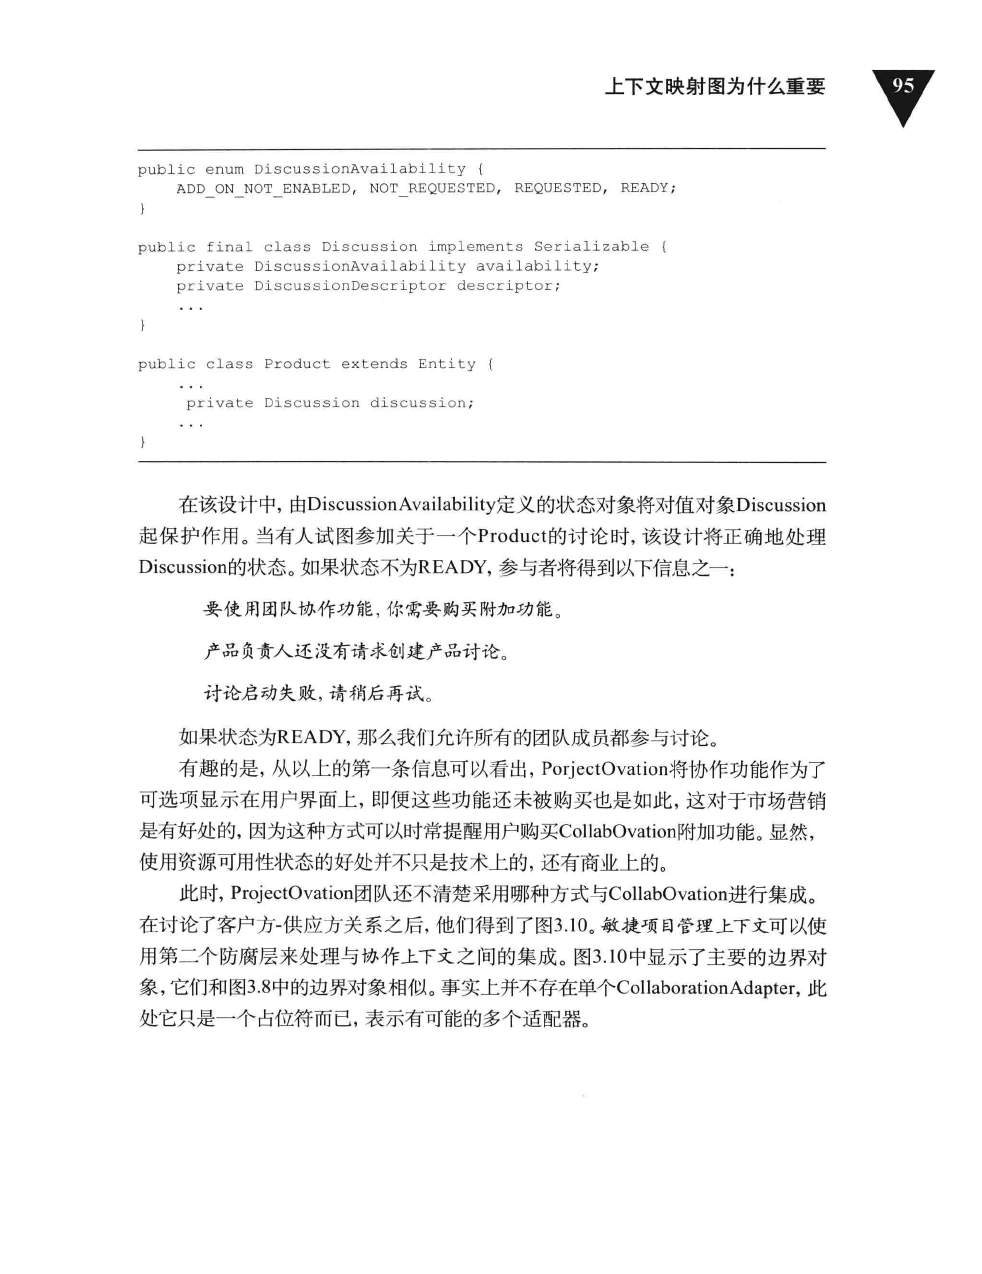 上下文映射图为什么重要
95
public enum DiscussionAvailability {
    ADD_ON_NOT_ENABLED, NOT_REQUESTED, REQUESTED, READY;
}
public final class Discussion implements Serializable {
    private DiscussionAvailability availability;
    private DiscussionDescriptor descriptor;
    ...
}
public class Product extends Entity {
    ...
     private Discussion discussion;
    ...
}
在该设计中, 由DiscussionAvailability定义的状态对象将对值对象Discussion
起保护作用。当有人试图参加关于一个Product的讨论时, 该设计将正确地处理
Discussion的状态。如果状态不为READY, 参与者将得到以下信息之一:
要使用团队协作功能, 你需要购买附加功能。
产品负责人还没有请求创建产品讨论。
讨论启动失败, 请稍后再试。
如果状态为READY, 那么我们允许所有的团队成员都参与讨论。
有趣的是, 从以上的第一条信息可以看出, PorjectOvation将协作功能作为了
可选项显示在用户界面上, 即便这些功能还未被购买也是如此, 这对于市场营销
是有好处的, 因为这种方式可以时常提醒用户购买CollabOvation附加功能。显然,
使用资源可用性状态的好处并不只是技术上的, 还有商业上的。
此时, ProjectOvation团队还不清楚采用哪种方式与CollabOvation进行集成。
在讨论了客户方-供应方关系之后, 他们得到了图3.10。敏捷项目管理上下文可以使
用第二个防腐层来处理与协作上下文之间的集成。图3.10中显示了主要的边界对
象, 它们和图3.8中的边界对象相似。事实上并不存在单个CollaborationAdapter, 此
处它只是一个占位符而已, 表示有可能的多个适配器。